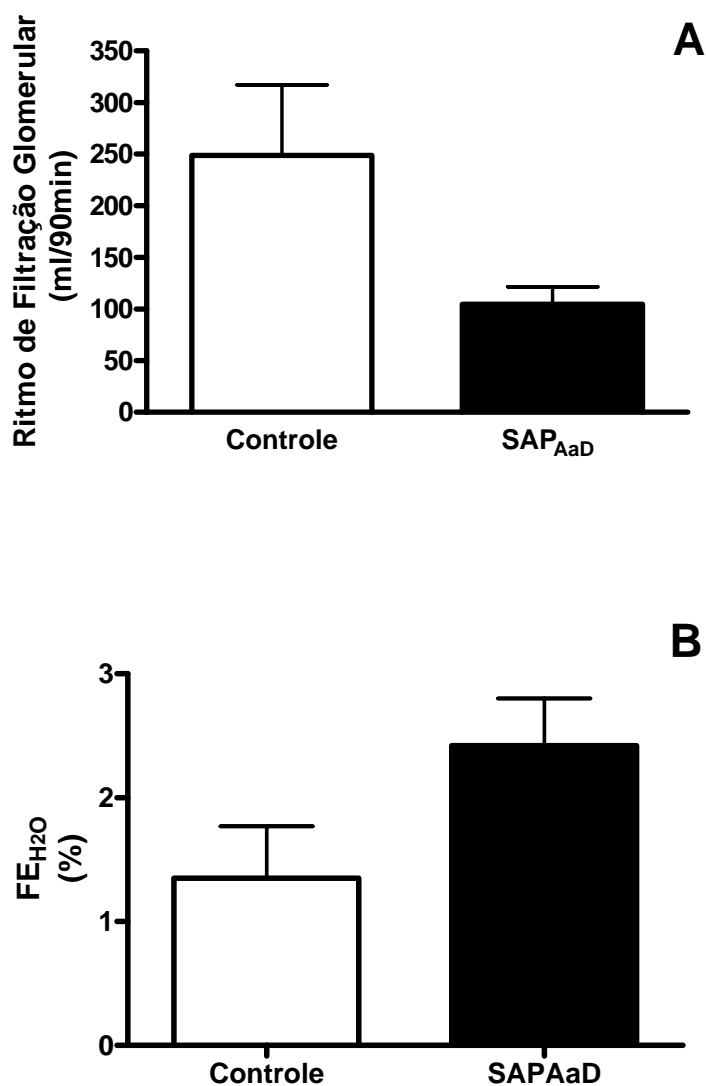 A
Ritmo de Filtração Glomerular
(ml/90min)
350
300
250
200
150
100
50
0
Controle
SAPAaD
B
FEH2O
(%)
3
2
1
0
Controle
SAPAaD